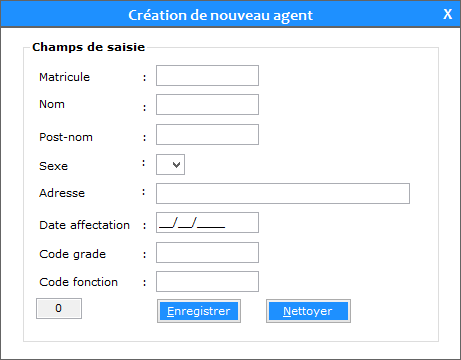 Création de nouveau agent X
Champs de saisie
Matricule :
Nom :
Post-nom :
Sexe :
Adresse :
Date affectation : __/__/____
Code grade :
Code fonction :
0 Enregistrer Nettoyer